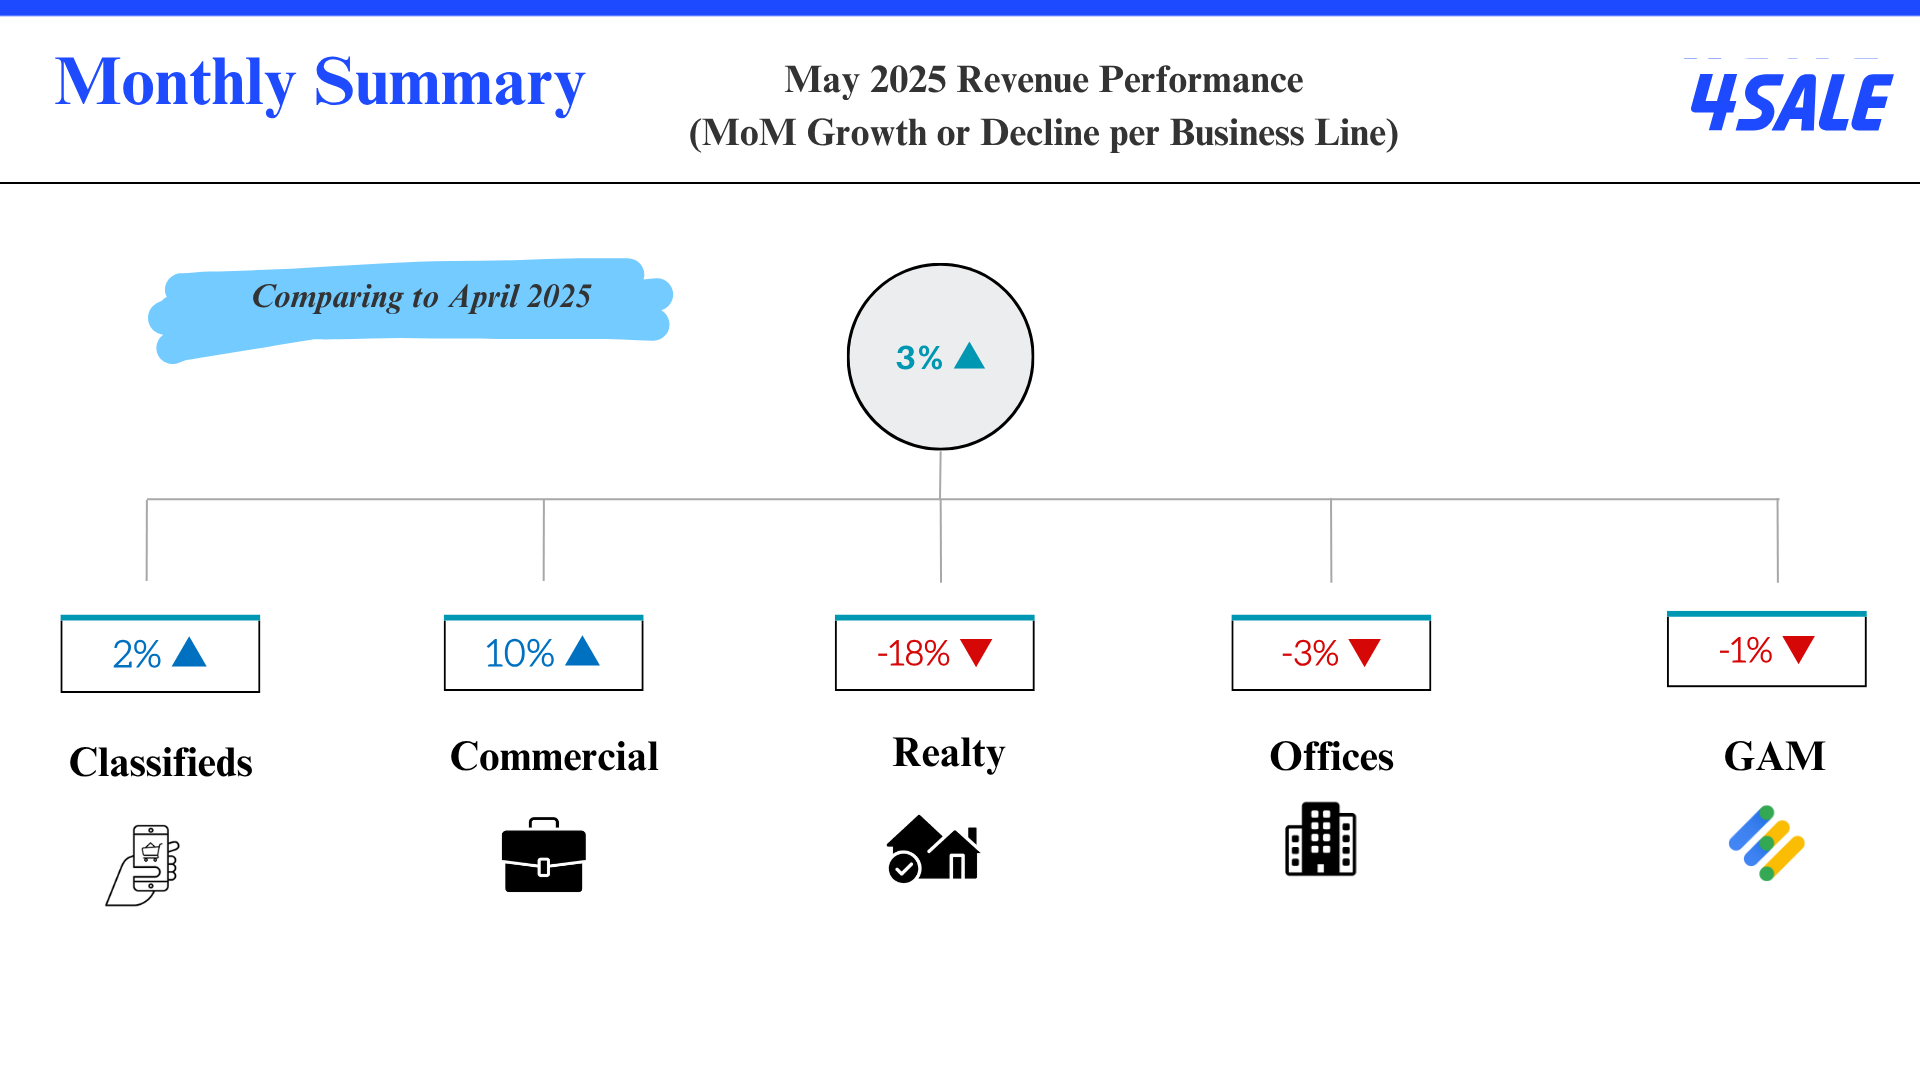 Monthly Summary
May 2025 Revenue Performance
(MoM Growth or Decline per Business Line)
4SALE
Comparing to April 2025
3%
2%
10%
-18%
-3%
-1%
Classifieds
Commercial
Realty
Offices
GAM